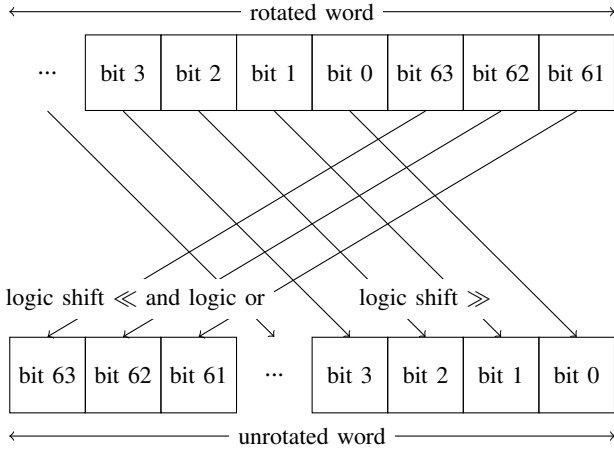 rotated word
... bit 3 bit 2 bit 1 bit 0 bit 63 bit 62 bit 61
logic shift ≪ and logic or logic shift ≫
bit 63 bit 62 bit 61 ... bit 3 bit 2 bit 1 bit 0
unrotated word